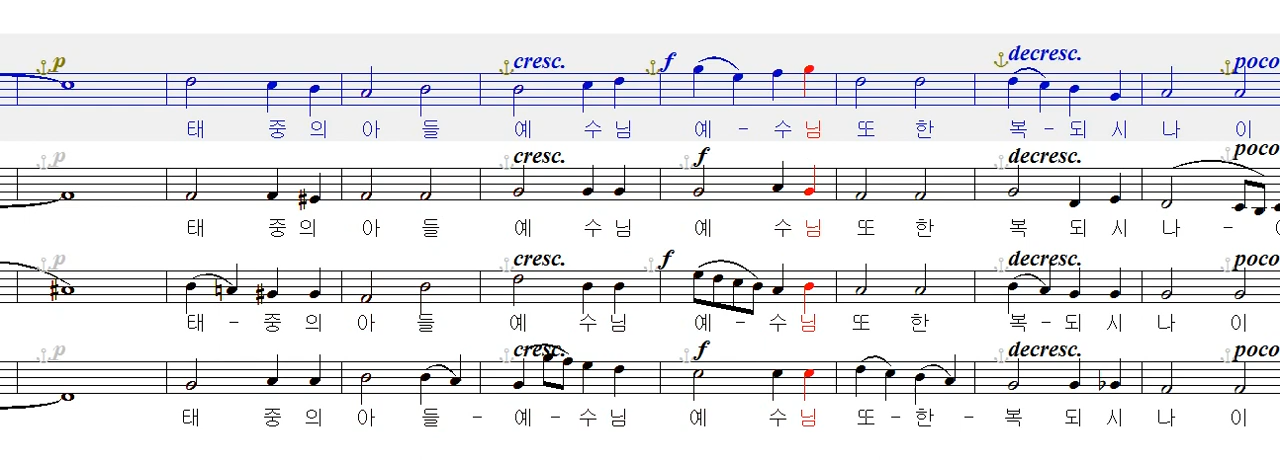 p cresc. f decresc. poco
태 중 의 아 들 예 수 님 예 - 수 님 또 한 복 - 되 시 나 이
p cresc. f decresc. poco
태 중 의 아 들 예 수 님 예 수 님 또 한 복 되 시 나 -
p cresc. f decresc. poco
태 - 중 의 아 들 예 수 님 예 - 수 님 또 한 복 - 되 시 나 이
p cresc. f decresc. poco
태 중 의 아 들 - 예 - 수 님 예 수 님 또 - 한 - 복 되 시 나 이